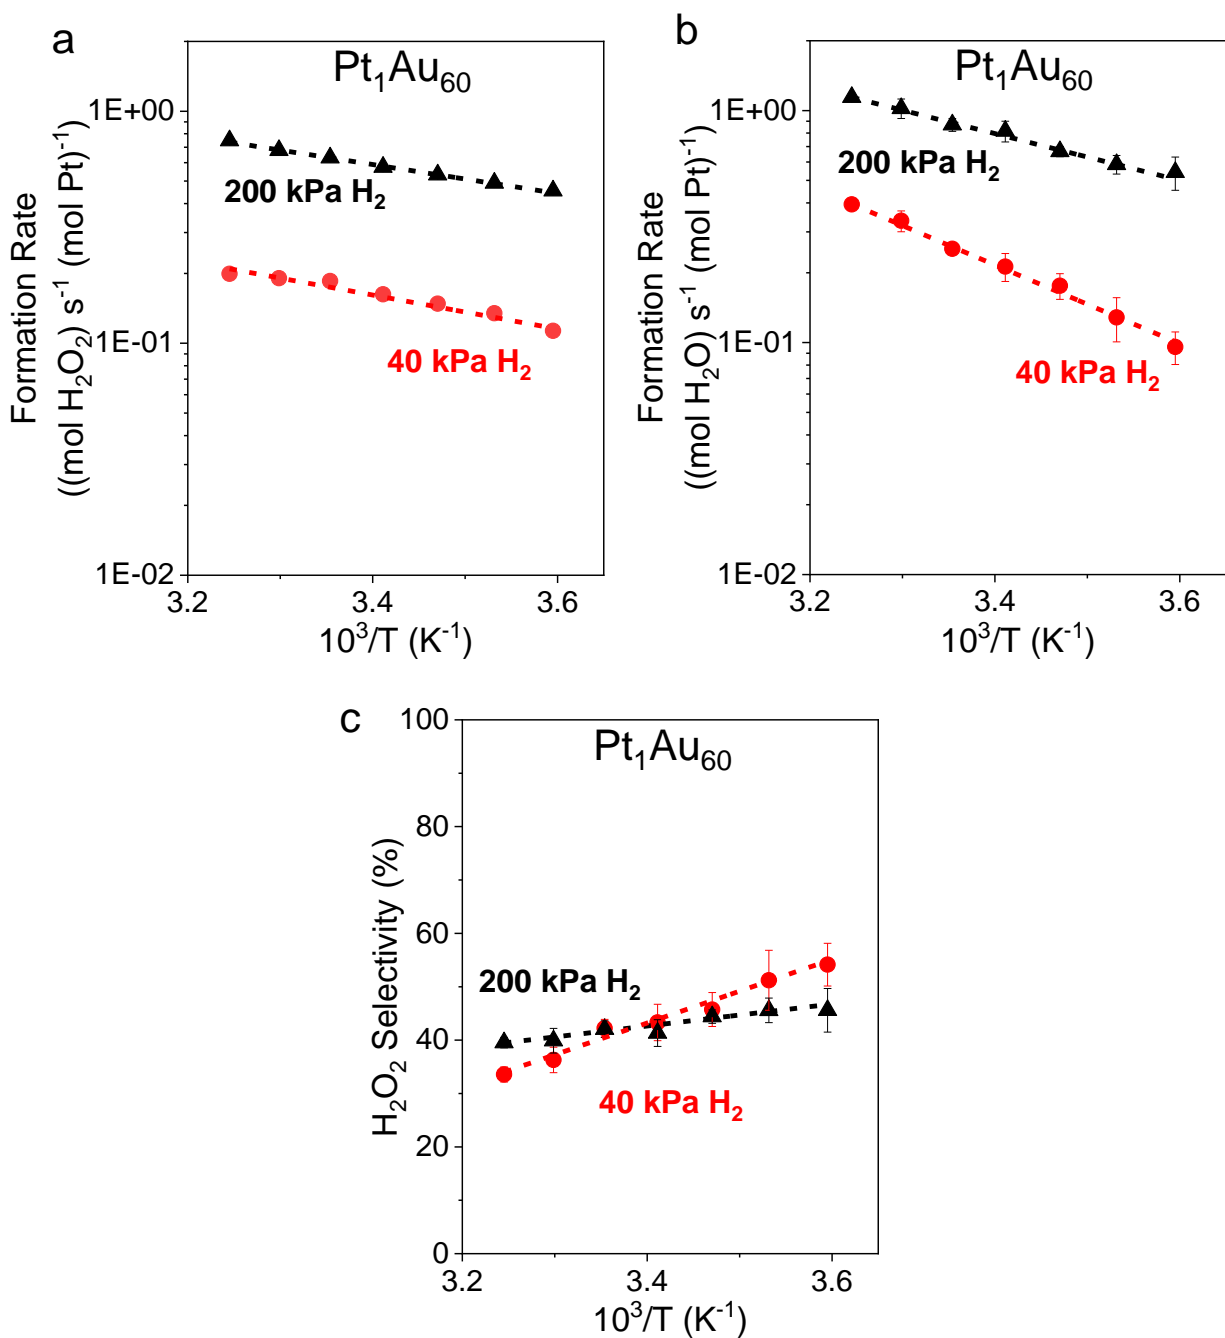 a
Pt₁Au₆₀
Formation Rate
((mol H₂O₂) s⁻¹ (mol Pt)⁻¹)
1E+00
1E-01
1E-02
200 kPa H₂
40 kPa H₂
3.2 3.4 3.6
10³/T (K⁻¹)
b
Pt₁Au₆₀
Formation Rate
((mol H₂O) s⁻¹ (mol Pt)⁻¹
1E+00
1E-01
1E-02
200 kPa H₂
40 kPa H₂
3.2 3.4 3.6
10³/T (K⁻¹)
c
Pt₁Au₆₀
H₂O₂ Selectivity (%)
100
80
60
40
20
0
200 kPa H₂
40 kPa H₂
3.2 3.4 3.6
10³/T (K⁻¹)